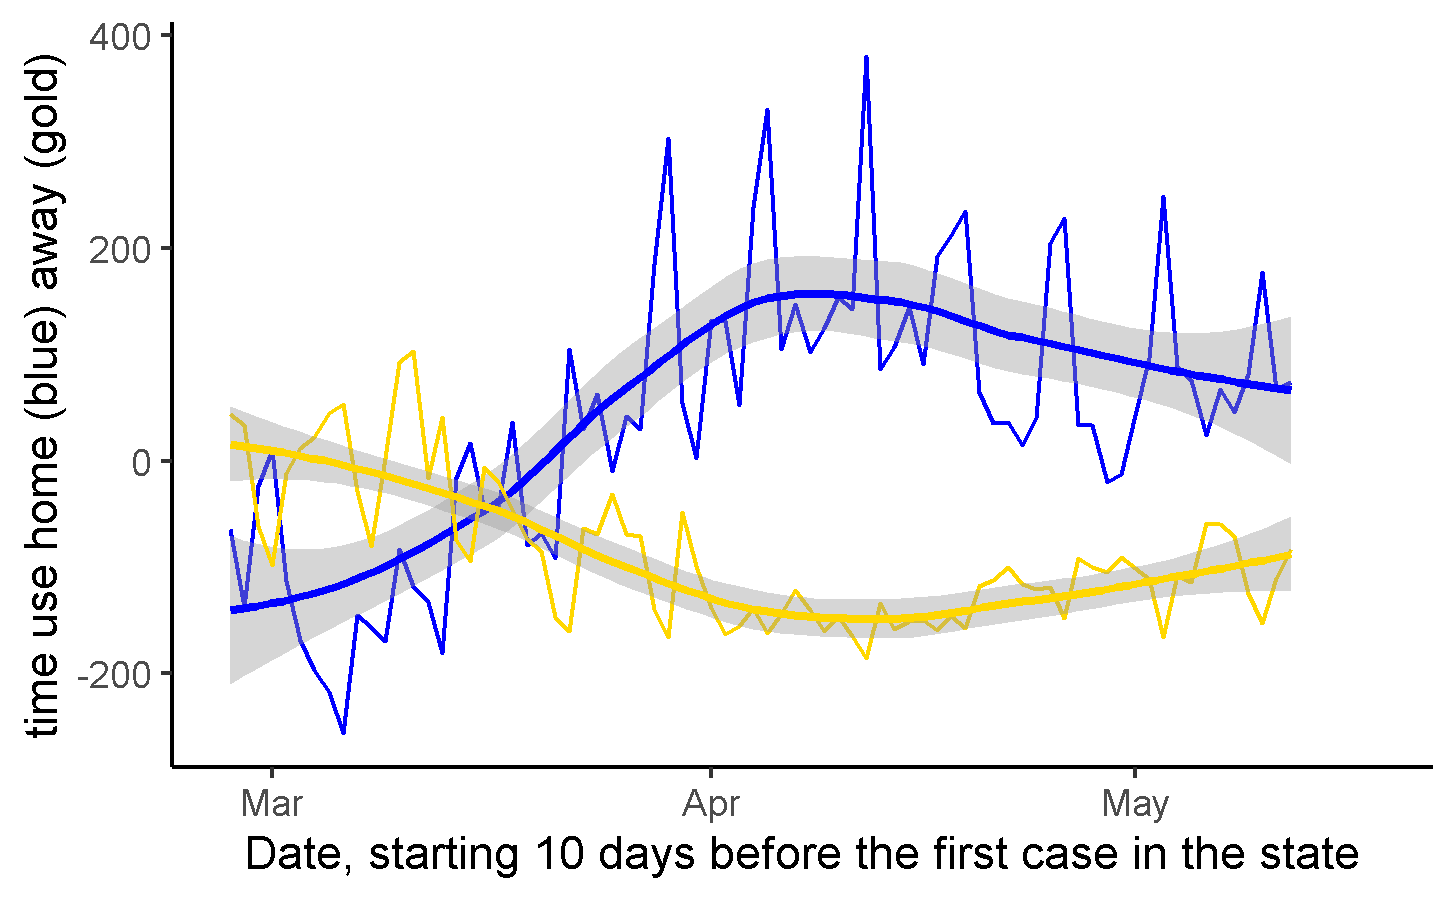 time use home (blue) away (gold)
400
200
0
-200
Mar
Apr
May
Date, starting 10 days before the first case in the state